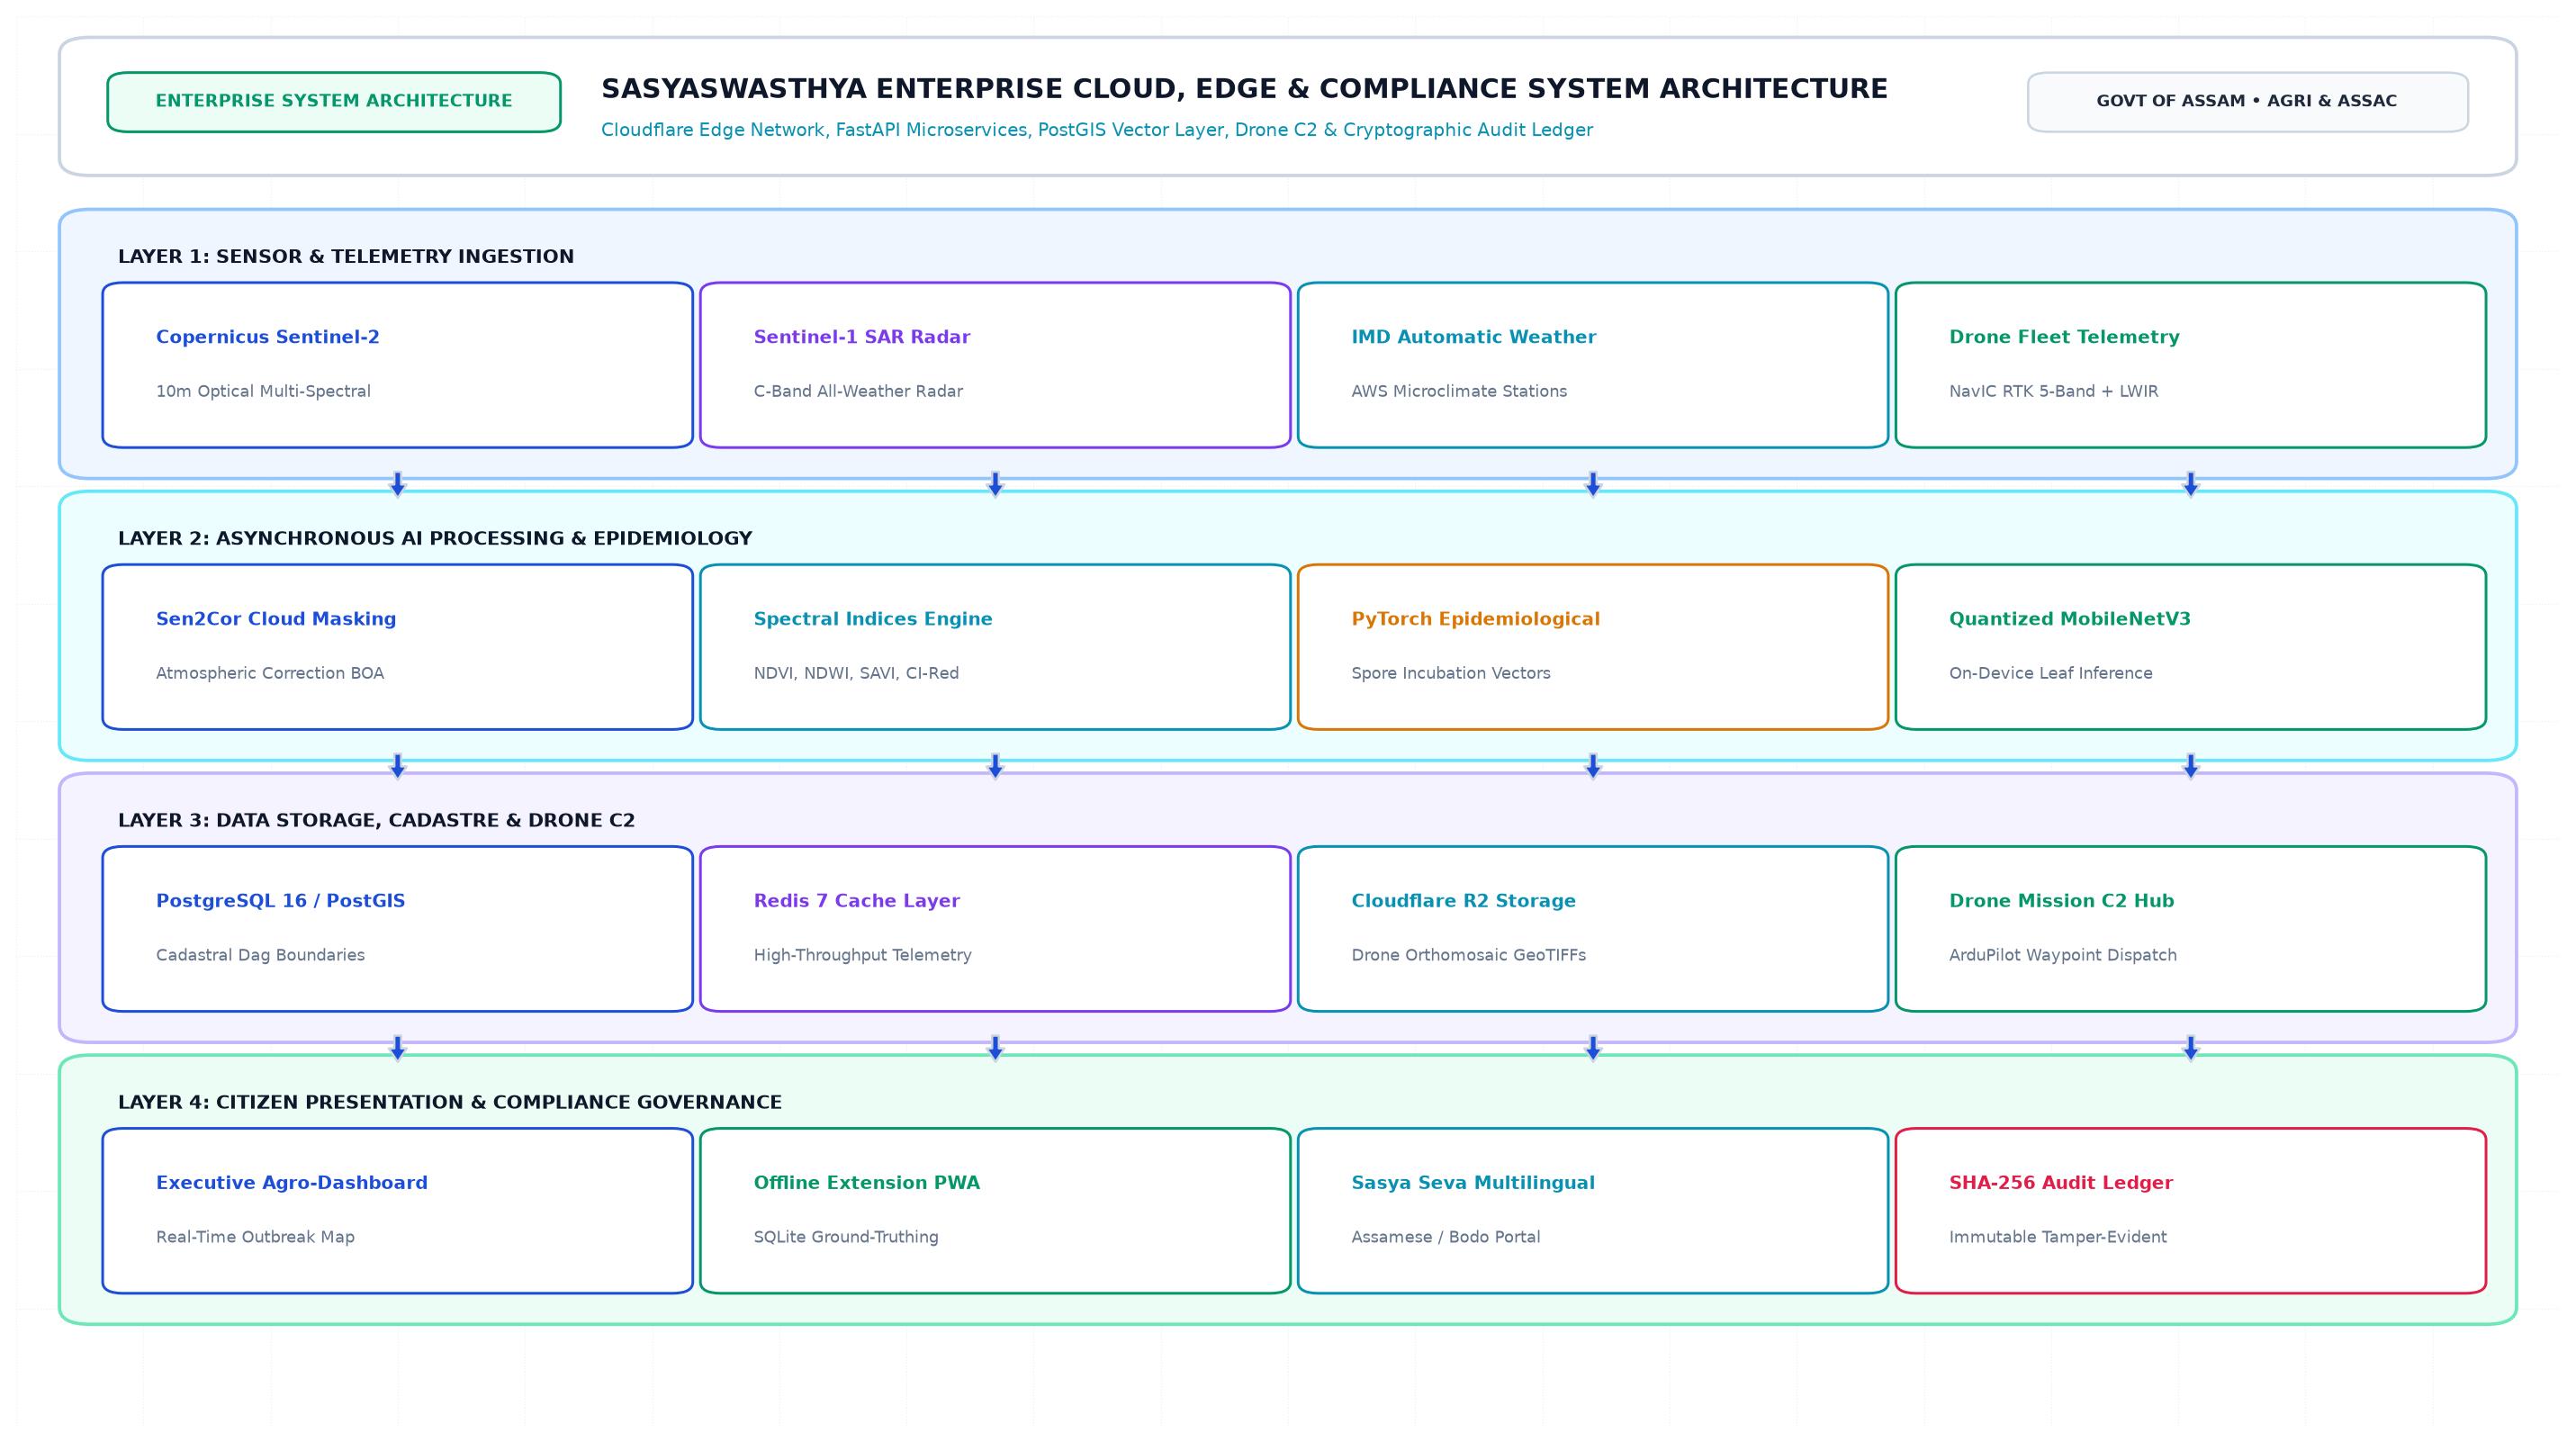 ENTERPRISE SYSTEM ARCHITECTURE
SASYASWASTHYA ENTERPRISE CLOUD, EDGE & COMPLIANCE SYSTEM ARCHITECTURE
Cloudflare Edge Network, FastAPI Microservices, PostGIS Vector Layer, Drone C2 & Cryptographic Audit Ledger
GOVT OF ASSAM • AGRI & ASSAC
LAYER 1: SENSOR & TELEMETRY INGESTION
Copernicus Sentinel-2
10m Optical Multi-Spectral
Sentinel-1 SAR Radar
C-Band All-Weather Radar
IMD Automatic Weather
AWS Microclimate Stations
Drone Fleet Telemetry
NavIC RTK 5-Band + LWIR
LAYER 2: ASYNCHRONOUS AI PROCESSING & EPIDEMIOLOGY
Sen2Cor Cloud Masking
Atmospheric Correction BOA
Spectral Indices Engine
NDVI, NDWI, SAVI, CI-Red
PyTorch Epidemiological
Spore Incubation Vectors
Quantized MobileNetV3
On-Device Leaf Inference
LAYER 3: DATA STORAGE, CADASTRE & DRONE C2
PostgreSQL 16 / PostGIS
Cadastral Dag Boundaries
Redis 7 Cache Layer
High-Throughput Telemetry
Cloudflare R2 Storage
Drone Orthomosaic GeoTIFFs
Drone Mission C2 Hub
ArduPilot Waypoint Dispatch
LAYER 4: CITIZEN PRESENTATION & COMPLIANCE GOVERNANCE
Executive Agro-Dashboard
Real-Time Outbreak Map
Offline Extension PWA
SQLite Ground-Truthing
Sasya Seva Multilingual
Assamese / Bodo Portal
SHA-256 Audit Ledger
Immutable Tamper-Evident